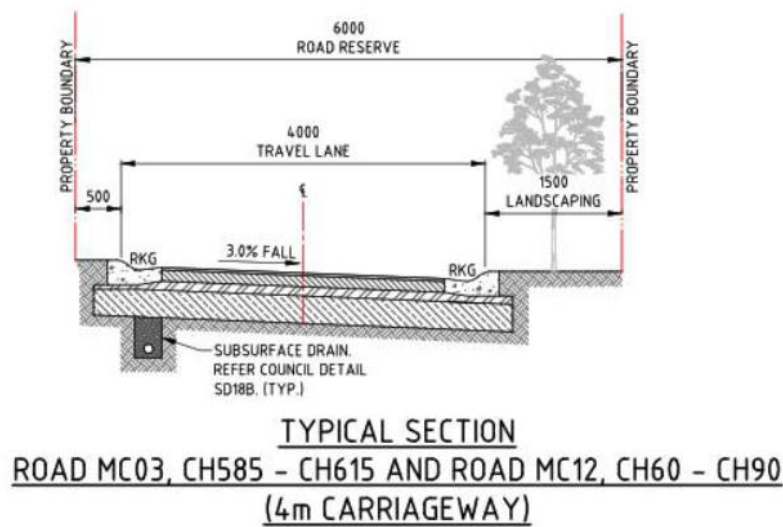 6000
ROAD RESERVE
PROPERTY BOUNDARY
PROPERTY BOUNDARY
4000
TRAVEL LANE
500
℄
1500
LANDSCAPING
RKG
3.0% FALL
RKG
SUBSURFACE DRAIN.
REFER COUNCIL DETAIL
SD18B. (TYP.)
TYPICAL SECTION
ROAD MC03, CH585 - CH615 AND ROAD MC12, CH60 - CH90
(4m CARRIAGEWAY)